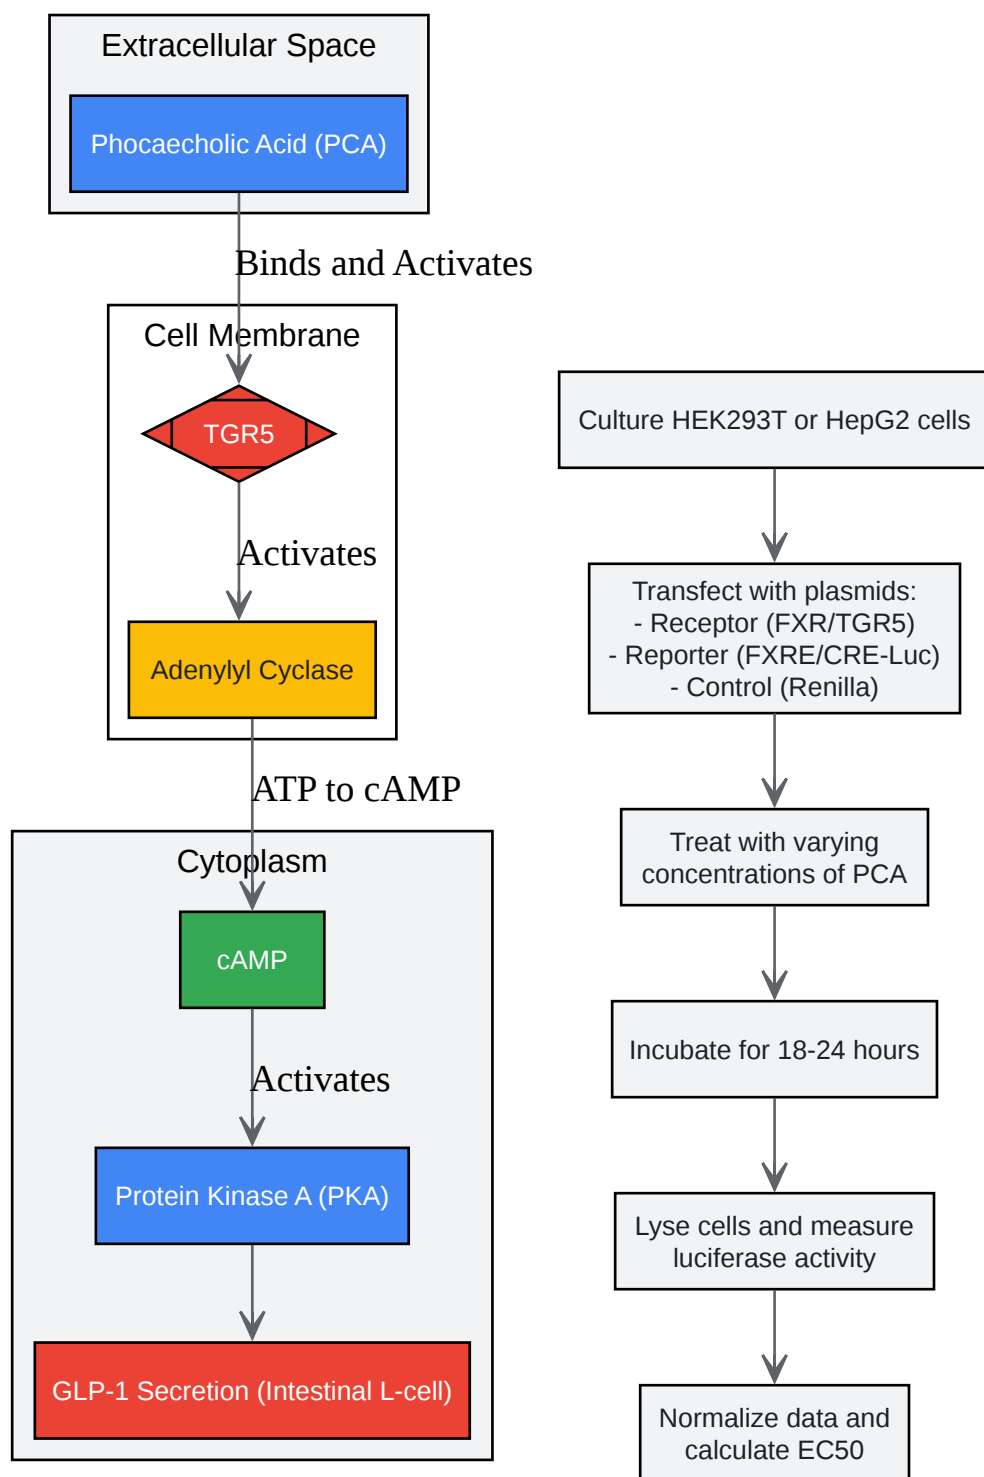 Extracellular Space
Phocaecholic Acid (PCA)
Binds and Activates
Cell Membrane
TGR5
Activates
Adenylyl Cyclase
ATP to cAMP
Cytoplasm
cAMP
Activates
Protein Kinase A (PKA)
GLP-1 Secretion (Intestinal L-cell)
Culture HEK293T or HepG2 cells
Transfect with plasmids:
- Receptor (FXR/TGR5)
- Reporter (FXRE/CRE-Luc)
- Control (Renilla)
Treat with varying
concentrations of PCA
Incubate for 18-24 hours
Lyse cells and measure
luciferase activity
Normalize data and
calculate EC50